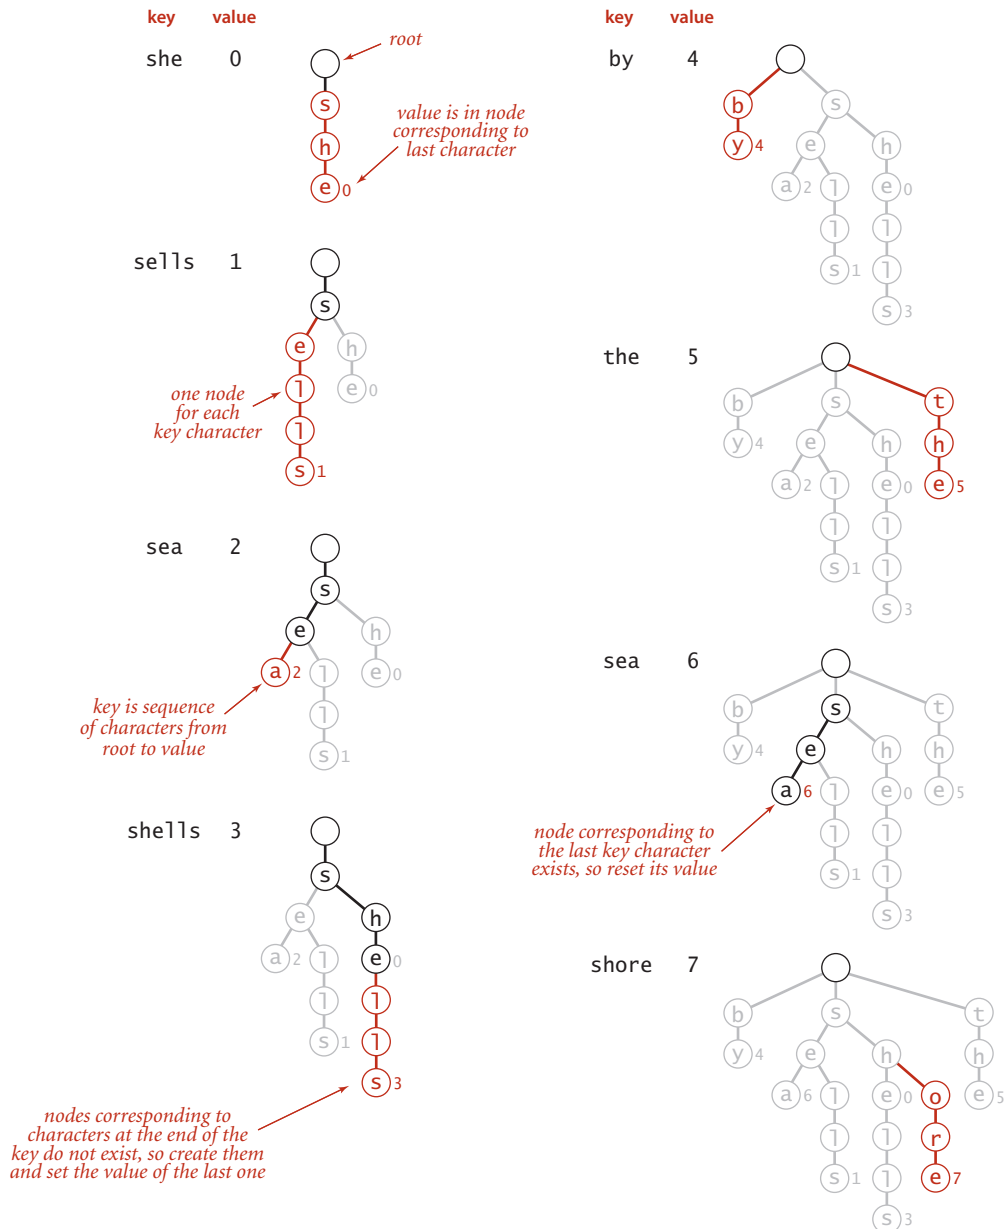 key value
she 0
root
s
h
e 0
value is in node
corresponding to
last character
sells 1
s
e h
l e 0
l
s 1
one node
for each
key character
sea 2
s
e h
a 2 l e 0
l
s 1
key is sequence
of characters from
root to value
shells 3
s
e h
a 2 l e 0
l l
s 1 l
s 3
nodes corresponding to
characters at the end of the
key do not exist, so create them
and set the value of the last one
key value
by 4
b s
y 4 e h
a 2 l e 0
l l
s 1 l
s 3
the 5
b s t
y 4 e h h
a 2 l e 0 e 5
l l
s 1 l
s 3
sea 6
b s t
y 4 e h h
a 6 l e 0 e 5
l l
s 1 l
s 3
node corresponding to
the last key character
exists, so reset its value
shore 7
b s t
y 4 e h h
a 6 l e 0 o e 5
l l r
s 1 l e 7
s 3